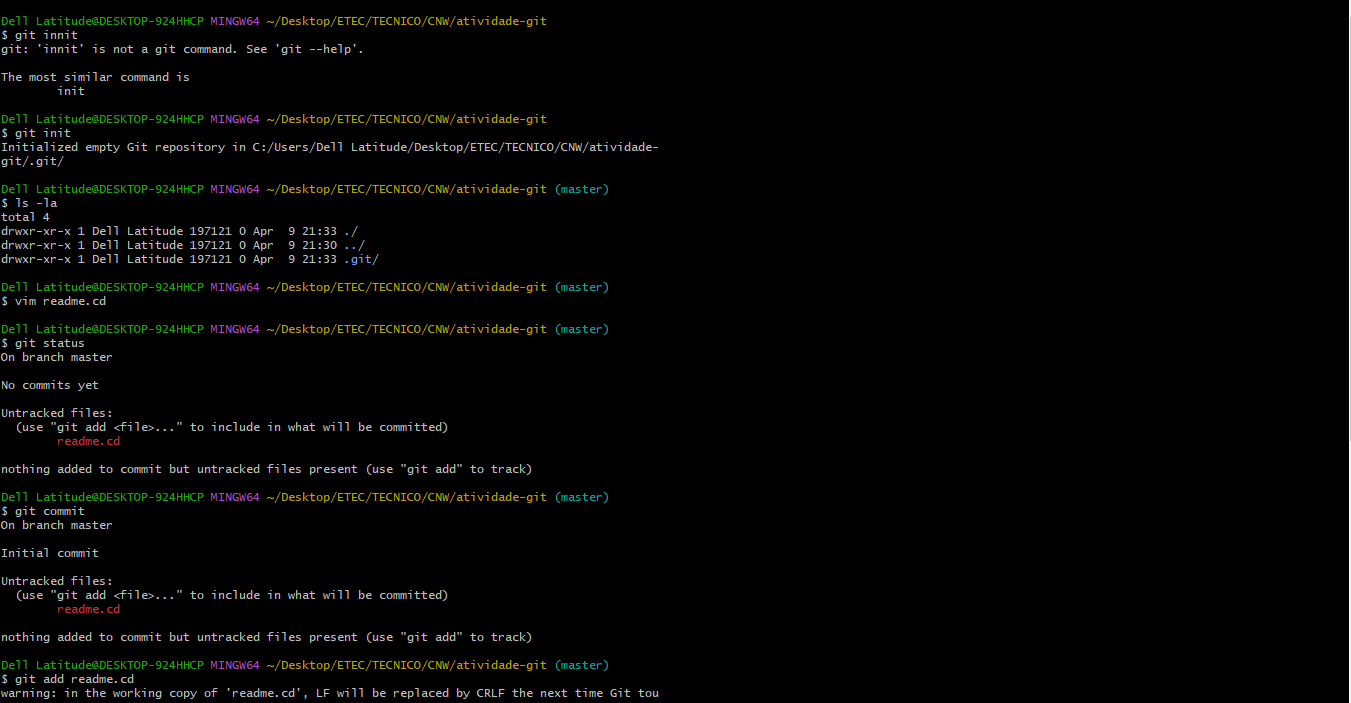 Dell Latitude@DESKTOP-924HHCP MINGW64 ~/Desktop/ETEC/TECNICO/CNW/atividade-git
$ git innit
git: 'innit' is not a git command. See 'git --help'.

The most similar command is
        init

Dell Latitude@DESKTOP-924HHCP MINGW64 ~/Desktop/ETEC/TECNICO/CNW/atividade-git
$ git init
Initialized empty Git repository in C:/Users/Dell Latitude/Desktop/ETEC/TECNICO/CNW/atividade-
git/.git/

Dell Latitude@DESKTOP-924HHCP MINGW64 ~/Desktop/ETEC/TECNICO/CNW/atividade-git (master)
$ ls -la
total 4
drwxr-xr-x 1 Dell Latitude 197121 0 Apr  9 21:33 ./
drwxr-xr-x 1 Dell Latitude 197121 0 Apr  9 21:30 ../
drwxr-xr-x 1 Dell Latitude 197121 0 Apr  9 21:33 .git/

Dell Latitude@DESKTOP-924HHCP MINGW64 ~/Desktop/ETEC/TECNICO/CNW/atividade-git (master)
$ vim readme.cd

Dell Latitude@DESKTOP-924HHCP MINGW64 ~/Desktop/ETEC/TECNICO/CNW/atividade-git (master)
$ git status
On branch master

No commits yet

Untracked files:
  (use "git add <file>..." to include in what will be committed)
        readme.cd

nothing added to commit but untracked files present (use "git add" to track)

Dell Latitude@DESKTOP-924HHCP MINGW64 ~/Desktop/ETEC/TECNICO/CNW/atividade-git (master)
$ git commit
On branch master

Initial commit

Untracked files:
  (use "git add <file>..." to include in what will be committed)
        readme.cd

nothing added to commit but untracked files present (use "git add" to track)

Dell Latitude@DESKTOP-924HHCP MINGW64 ~/Desktop/ETEC/TECNICO/CNW/atividade-git (master)
$ git add readme.cd
warning: in the working copy of 'readme.cd', LF will be replaced by CRLF the next time Git tou